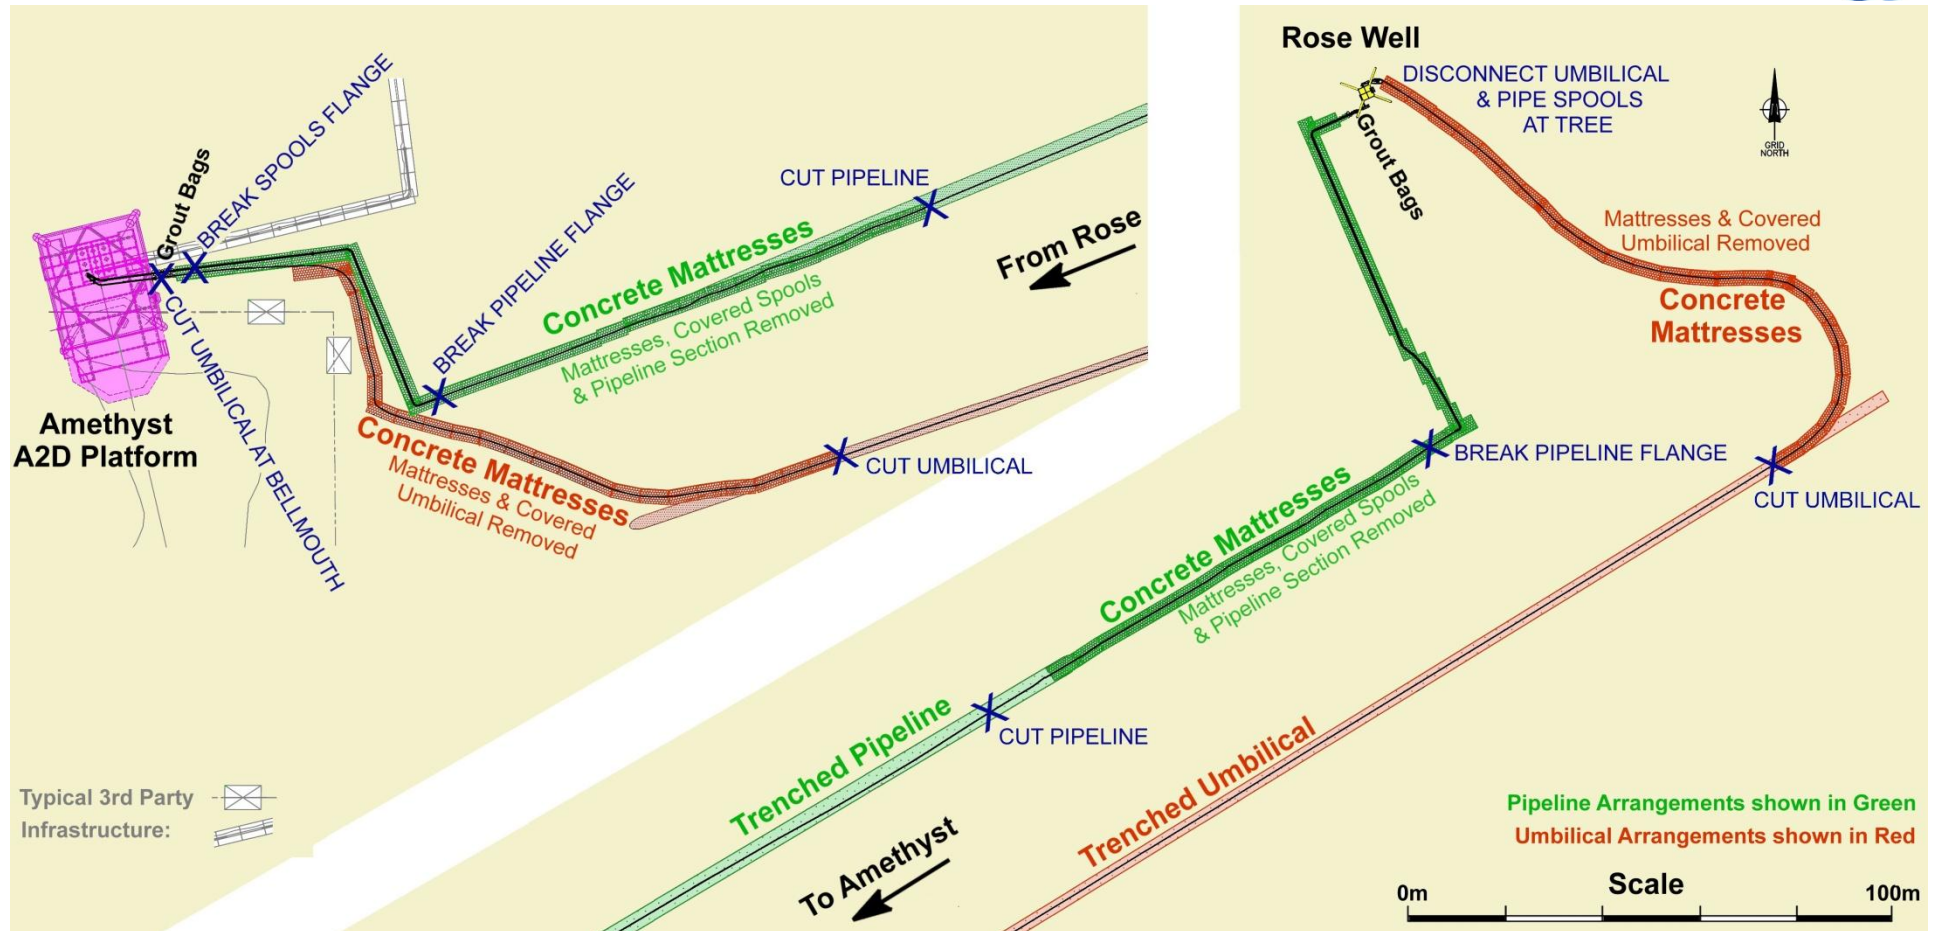 BREAK SPOOLS FLANGE
Grout Bags
BREAK PIPELINE FLANGE
CUT PIPELINE
Concrete Mattresses
Mattresses, Covered Spools
& Pipeline Section Removed
From Rose
Amethyst
A2D Platform
CUT UMBILICAL AT BELLMOUTH
Concrete Mattresses
Mattresses & Covered
Umbilical Removed
CUT UMBILICAL
Typical 3rd Party
Infrastructure:
Rose Well
DISCONNECT UMBILICAL
& PIPE SPOOLS
AT TREE
GRID
NORTH
Grout Bags
Mattresses & Covered
Umbilical Removed
Concrete
Mattresses
BREAK PIPELINE FLANGE
CUT UMBILICAL
Concrete Mattresses
Mattresses, Covered Spools
& Pipeline Section Removed
CUT PIPELINE
Trenched Pipeline
Trenched Umbilical
To Amethyst
Pipeline Arrangements shown in Green
Umbilical Arrangements shown in Red
Scale
0m
100m